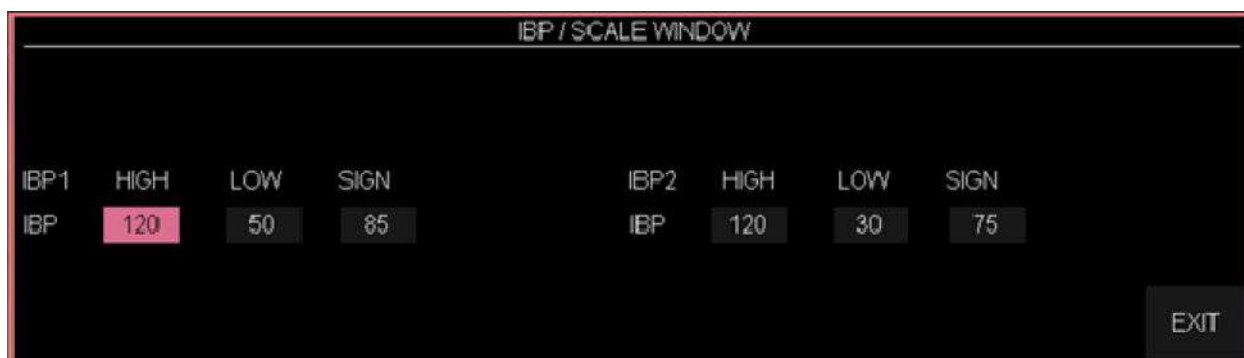 IBP / SCALE WINDOW
IBP1 HIGH LOW SIGN IBP2 HIGH LOW SIGN
IBP 120 50 85 IBP 120 30 75
EXIT